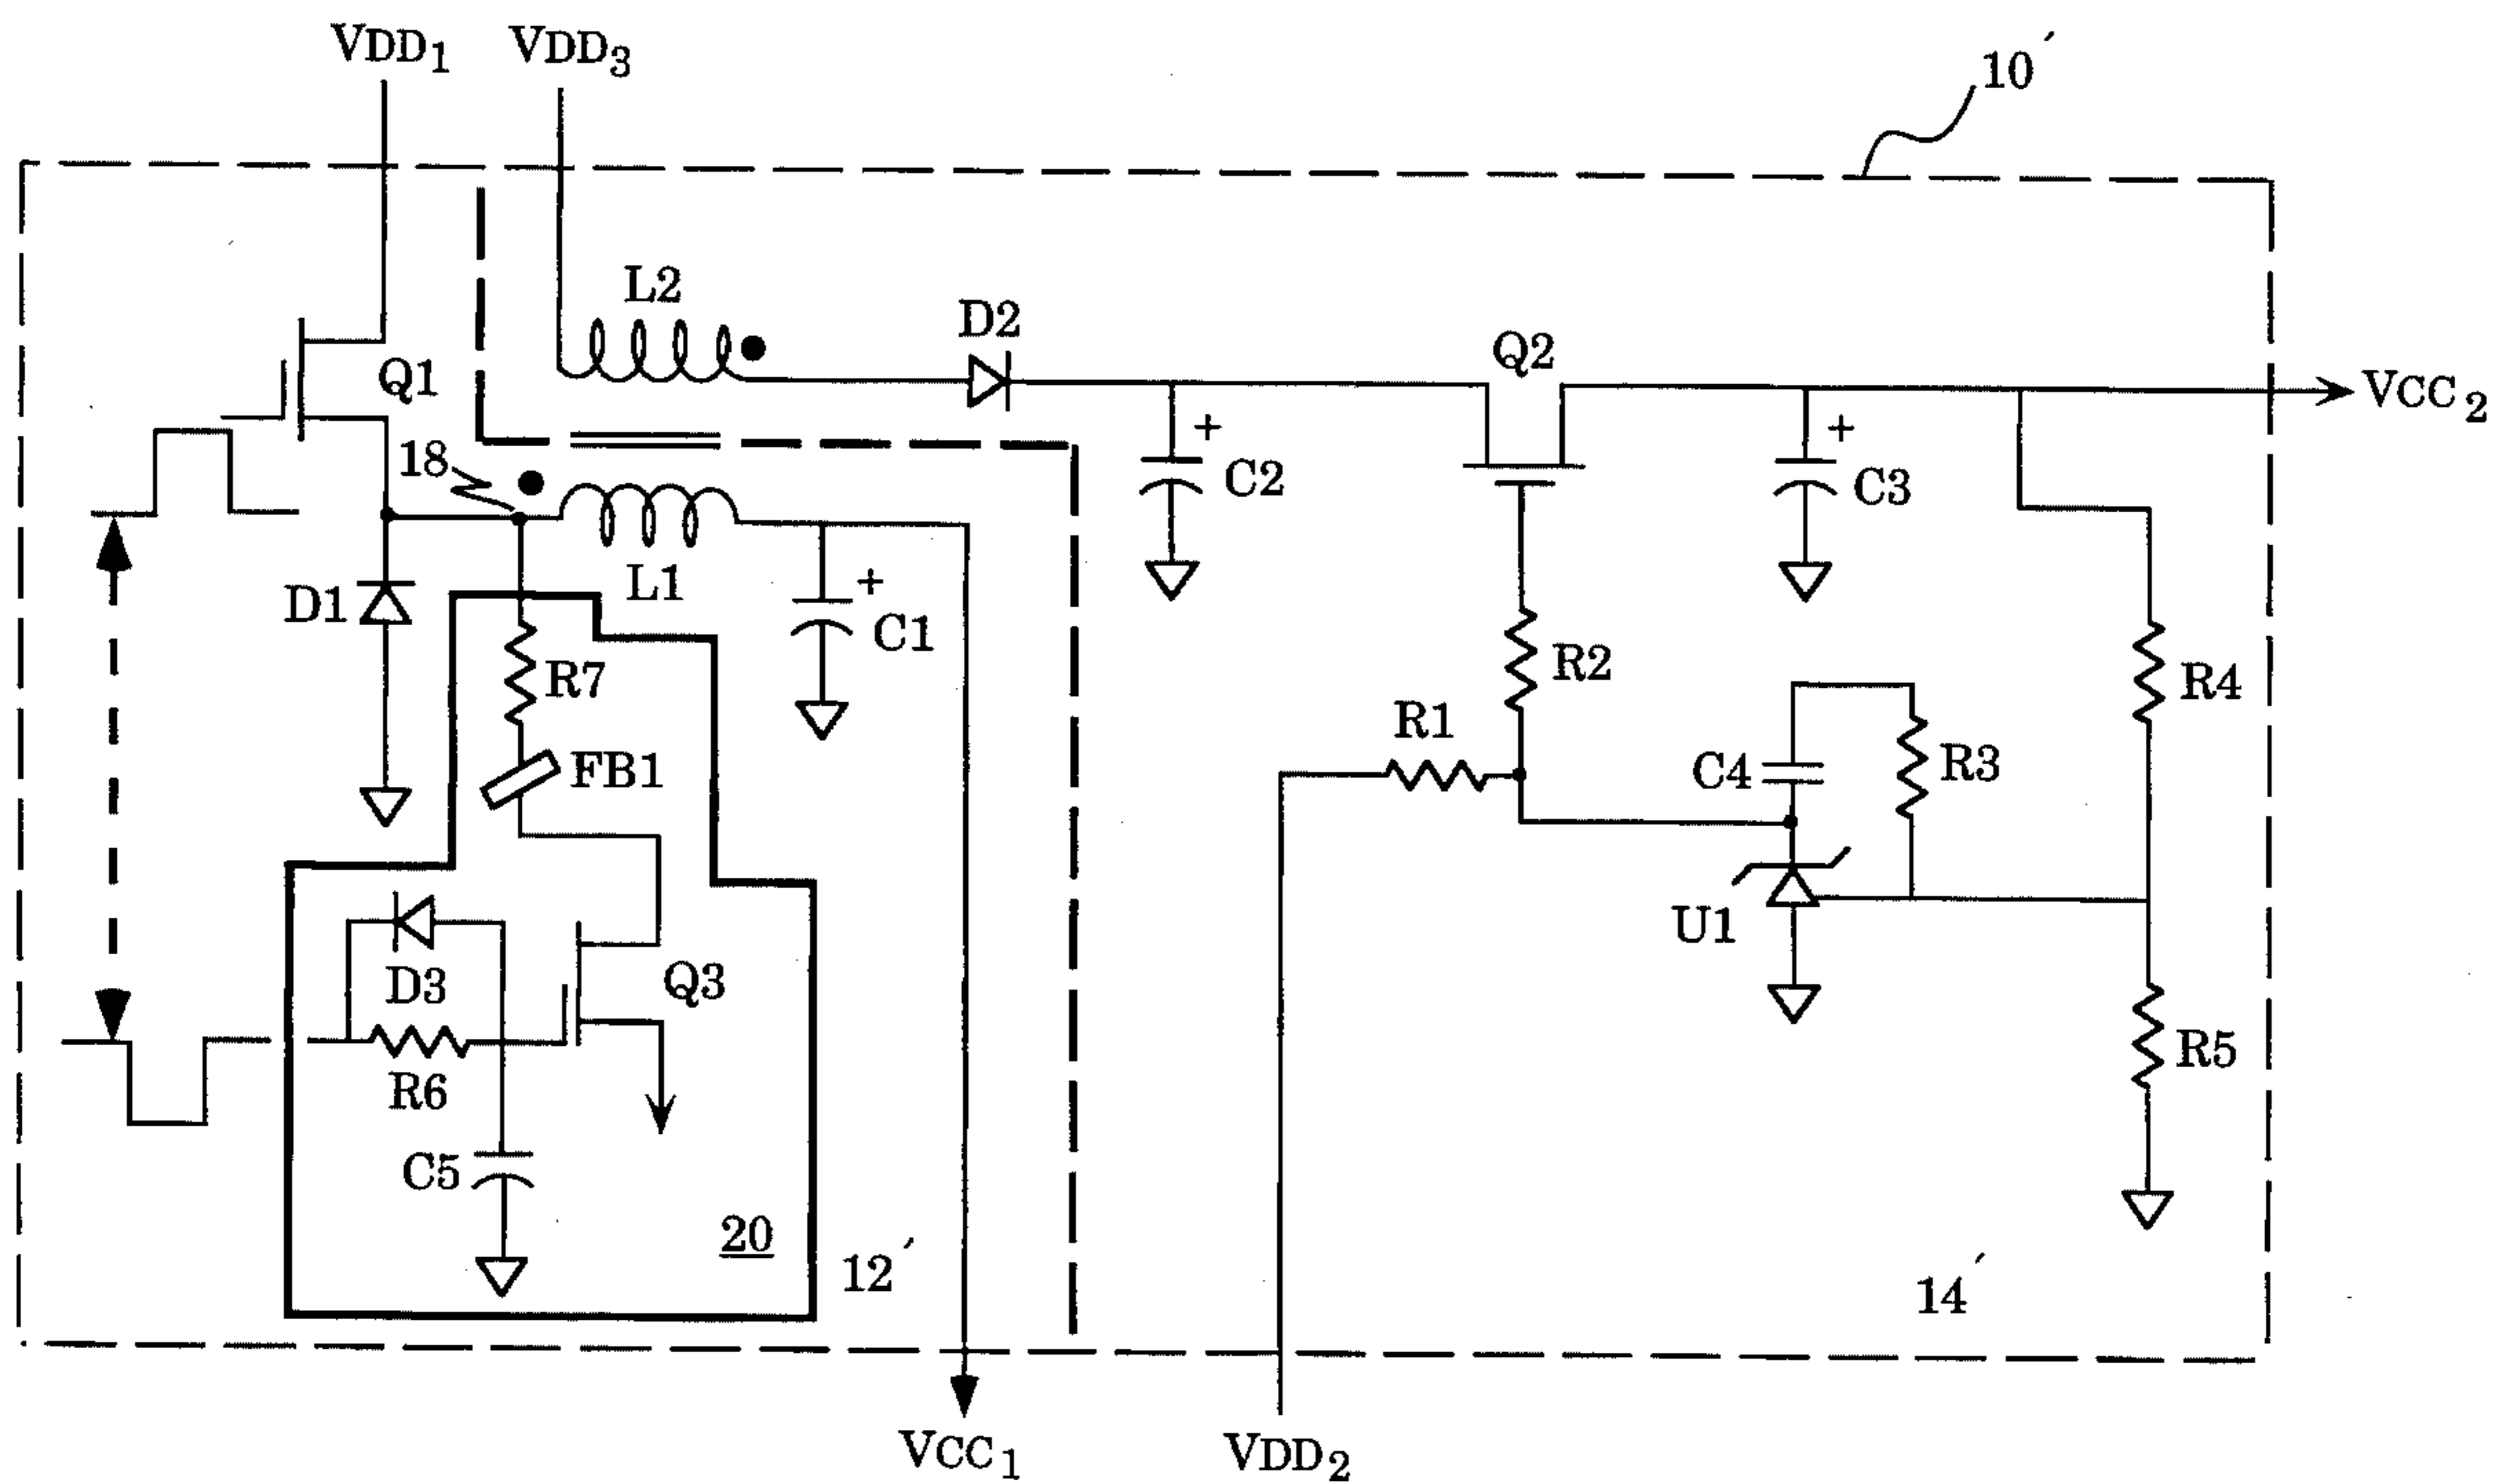 VDD1 VDD3
10′
L2
D2
Q2
Q1
VCC2
18
+
+
C2
C3
L1
+
D1
C1
R7
R2
R4
R1
FB1
C4
R3
U1
D3
Q3
R5
R6
C5
20
12′
14′
VCC1
VDD2